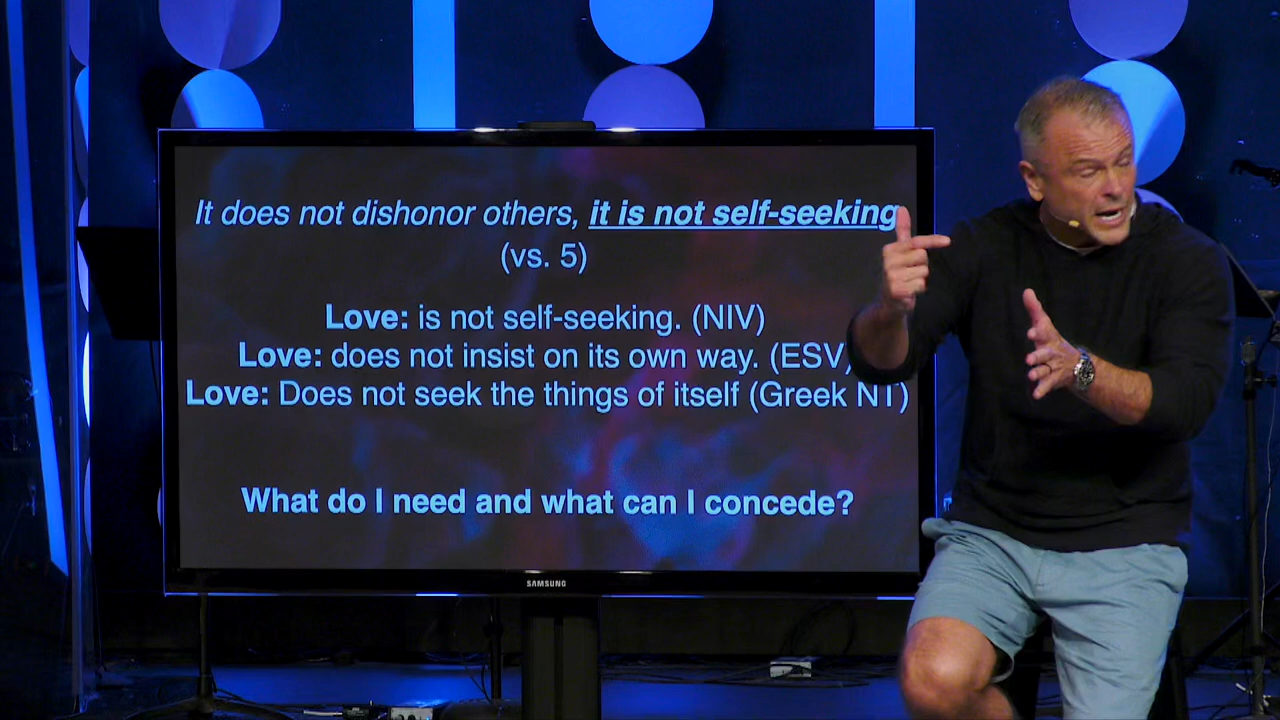 It does not dishonor others, it is not self-seeking
(vs. 5)
Love: is not self-seeking. (NIV)
Love: does not insist on its own way. (ESV)
Love: Does not seek the things of itself (Greek NT)
What do I need and what can I concede?
SAMSUNG